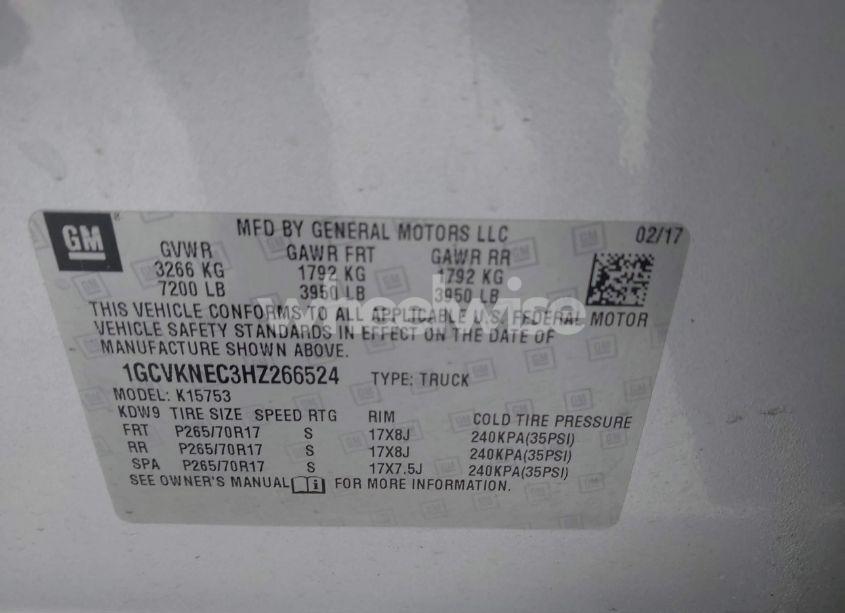 GM
MFD BY GENERAL MOTORS LLC 02/17
GVWR GAWR FRT GAWR RR
3266 KG 1792 KG 1792 KG
7200 LB 3950 LB 3950 LB
THIS VEHICLE CONFORMS TO ALL APPLICABLE U.S. FEDERAL MOTOR
VEHICLE SAFETY STANDARDS IN EFFECT ON THE DATE OF
MANUFACTURE SHOWN ABOVE.
1GCVKNEC3HZ266524 TYPE: TRUCK
MODEL: K15753
KDW9 TIRE SIZE SPEED RTG RIM COLD TIRE PRESSURE
FRT P265/70R17 S 17X8J 240KPA(35PSI)
RR P265/70R17 S 17X8J 240KPA(35PSI)
SPA P265/70R17 S 17X7.5J 240KPA(35PSI)
SEE OWNER'S MANUAL FOR MORE INFORMATION.
wheelwise